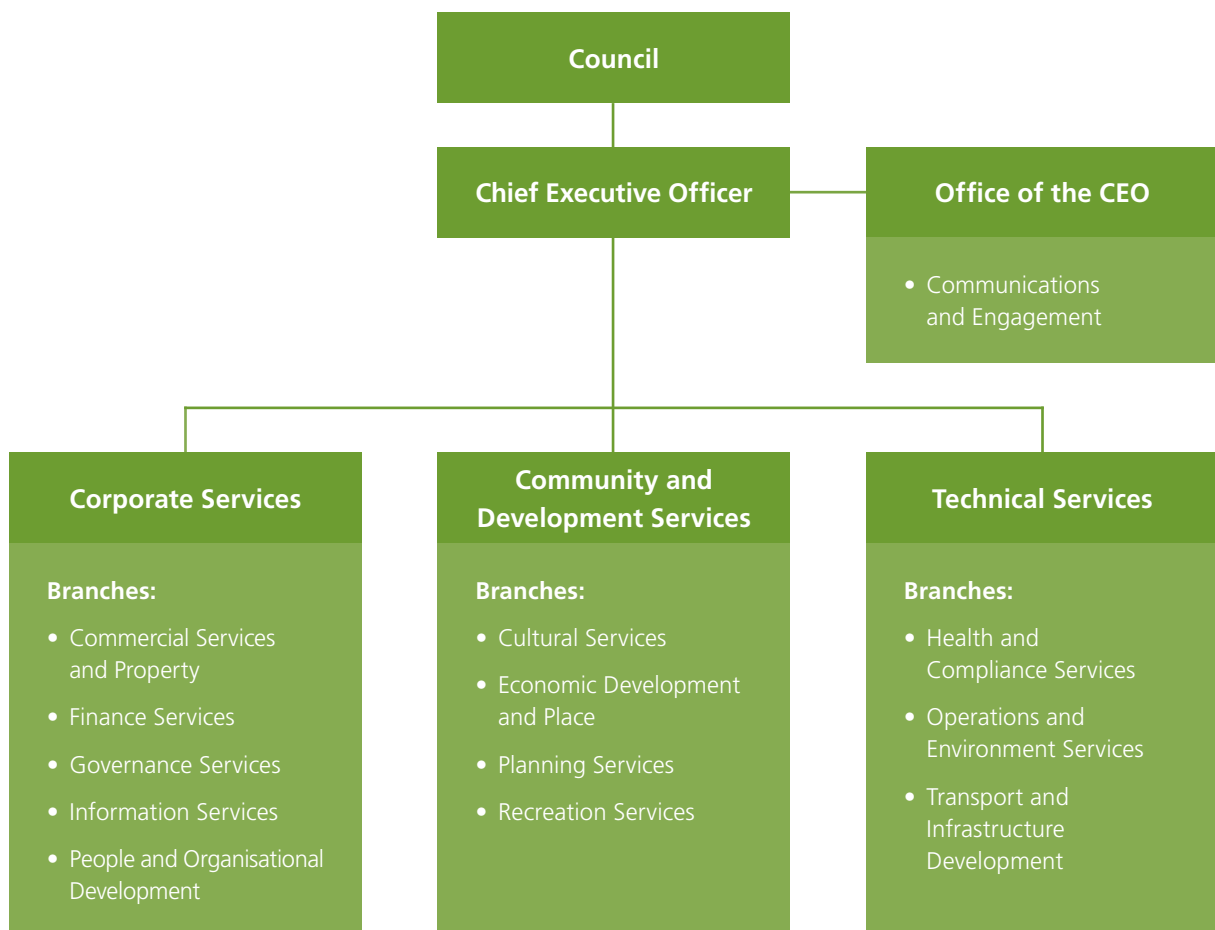 Council
Chief Executive Officer
Office of the CEO
• Communications
and Engagement
Corporate Services
Branches:
• Commercial Services
and Property
• Finance Services
• Governance Services
• Information Services
• People and Organisational
Development
Community and
Development Services
Branches:
• Cultural Services
• Economic Development
and Place
• Planning Services
• Recreation Services
Technical Services
Branches:
• Health and
Compliance Services
• Operations and
Environment Services
• Transport and
Infrastructure
Development